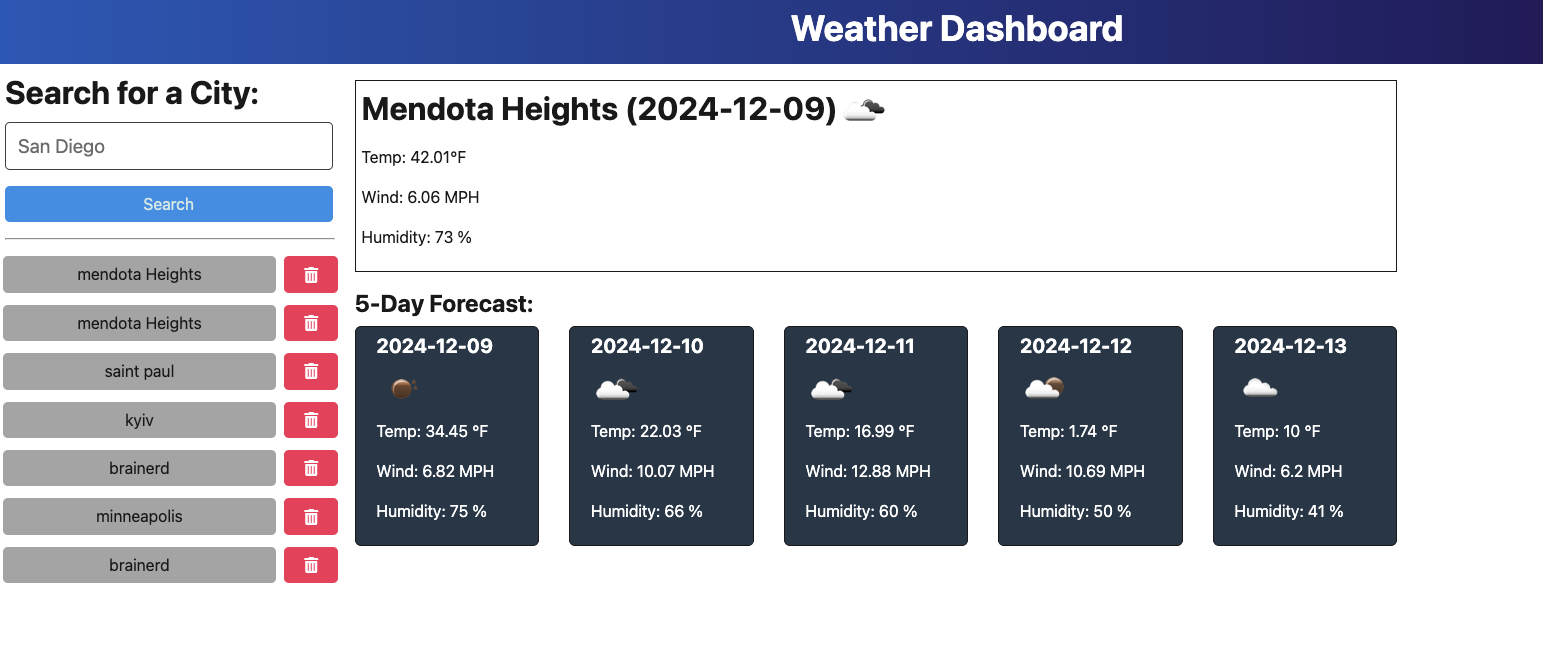 Weather Dashboard
Search for a City:
San Diego
Search
mendota Heights
mendota Heights
saint paul
kyiv
brainerd
minneapolis
brainerd
Mendota Heights (2024-12-09)
Temp: 42.01°F
Wind: 6.06 MPH
Humidity: 73 %
5-Day Forecast:
2024-12-09
Temp: 34.45 °F
Wind: 6.82 MPH
Humidity: 75 %
2024-12-10
Temp: 22.03 °F
Wind: 10.07 MPH
Humidity: 66 %
2024-12-11
Temp: 16.99 °F
Wind: 12.88 MPH
Humidity: 60 %
2024-12-12
Temp: 1.74 °F
Wind: 10.69 MPH
Humidity: 50 %
2024-12-13
Temp: 10 °F
Wind: 6.2 MPH
Humidity: 41 %